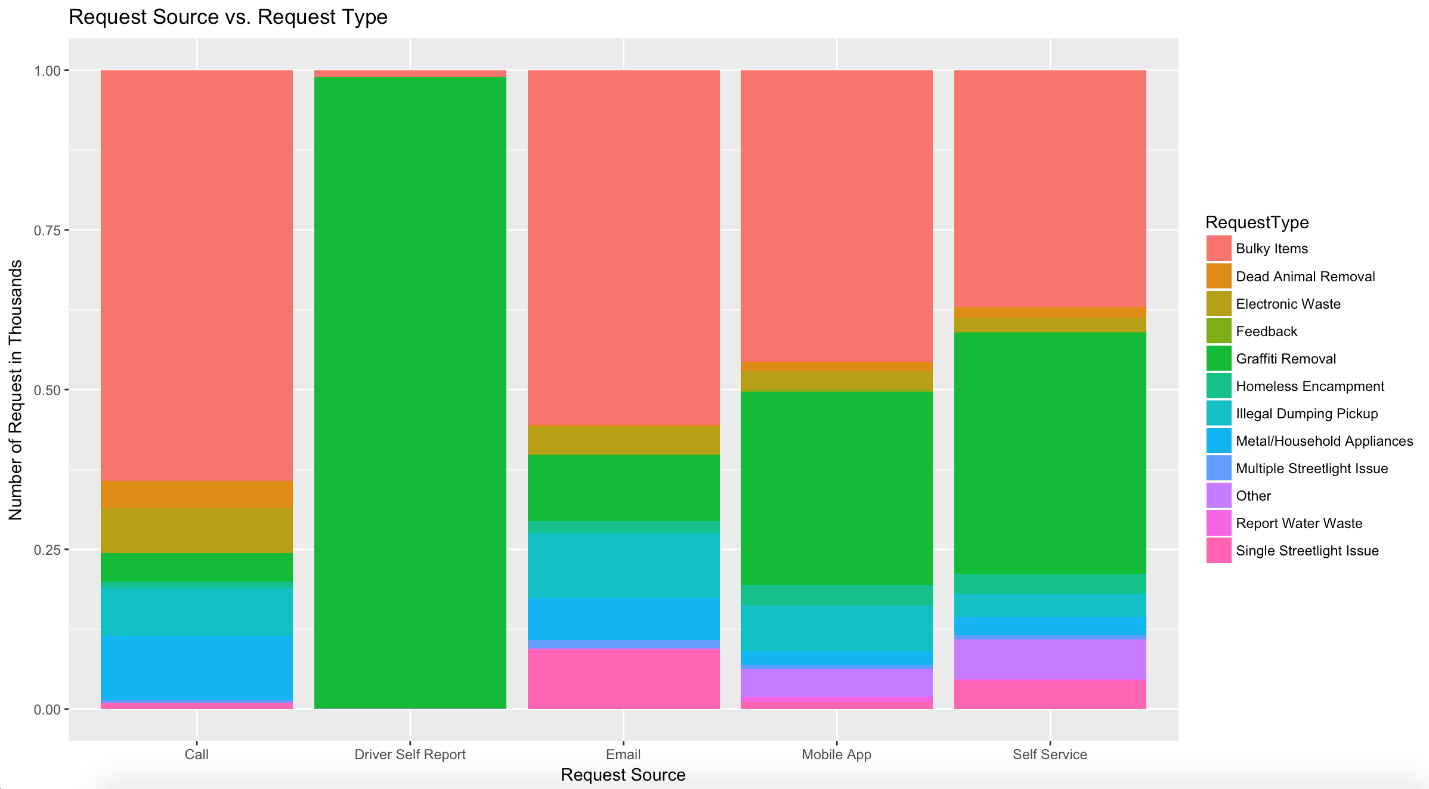 Request Source vs. Request Type
Number of Request in Thousands
1.00
0.75
0.50
0.25
0.00
Call
Driver Self Report
Email
Mobile App
Self Service
Request Source
RequestType
Bulky Items
Dead Animal Removal
Electronic Waste
Feedback
Graffiti Removal
Homeless Encampment
Illegal Dumping Pickup
Metal/Household Appliances
Multiple Streetlight Issue
Other
Report Water Waste
Single Streetlight Issue